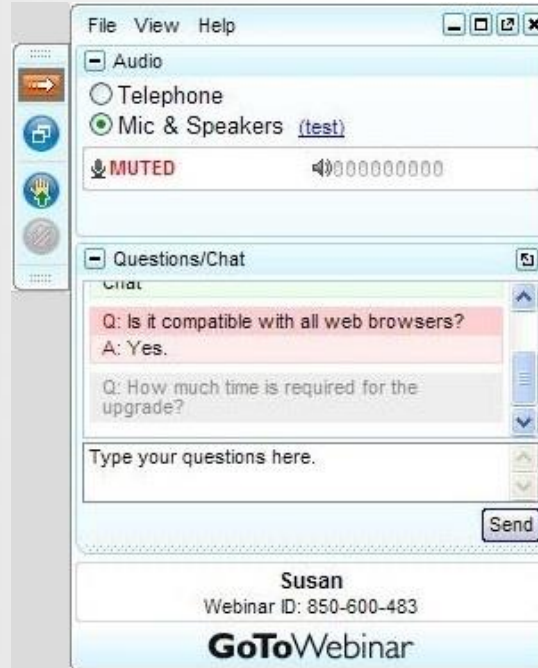 File View Help
Audio
Telephone
Mic & Speakers (test)
MUTED
Questions/Chat
Chat
Q: Is it compatible with all web browsers?
A: Yes.
Q: How much time is required for the
upgrade?
Type your questions here.
Send
Susan
Webinar ID: 850-600-483
GoToWebinar